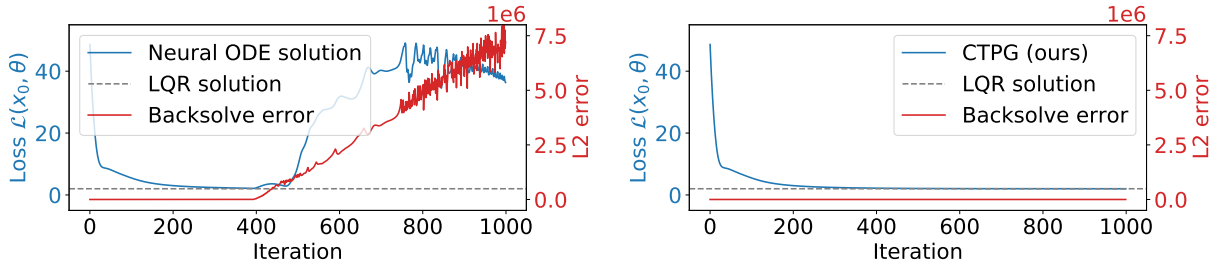 1e6
Neural ODE solution
LQR solution
Backsolve error
Loss ℒ(x₀, θ)
40
20
0
7.5
5.0
2.5
0.0
L2 error
0 200 400 600 800 1000
Iteration
1e6
CTPG (ours)
LQR solution
Backsolve error
Loss ℒ(x₀, θ)
40
20
0
7.5
5.0
2.5
0.0
L2 error
0 200 400 600 800 1000
Iteration